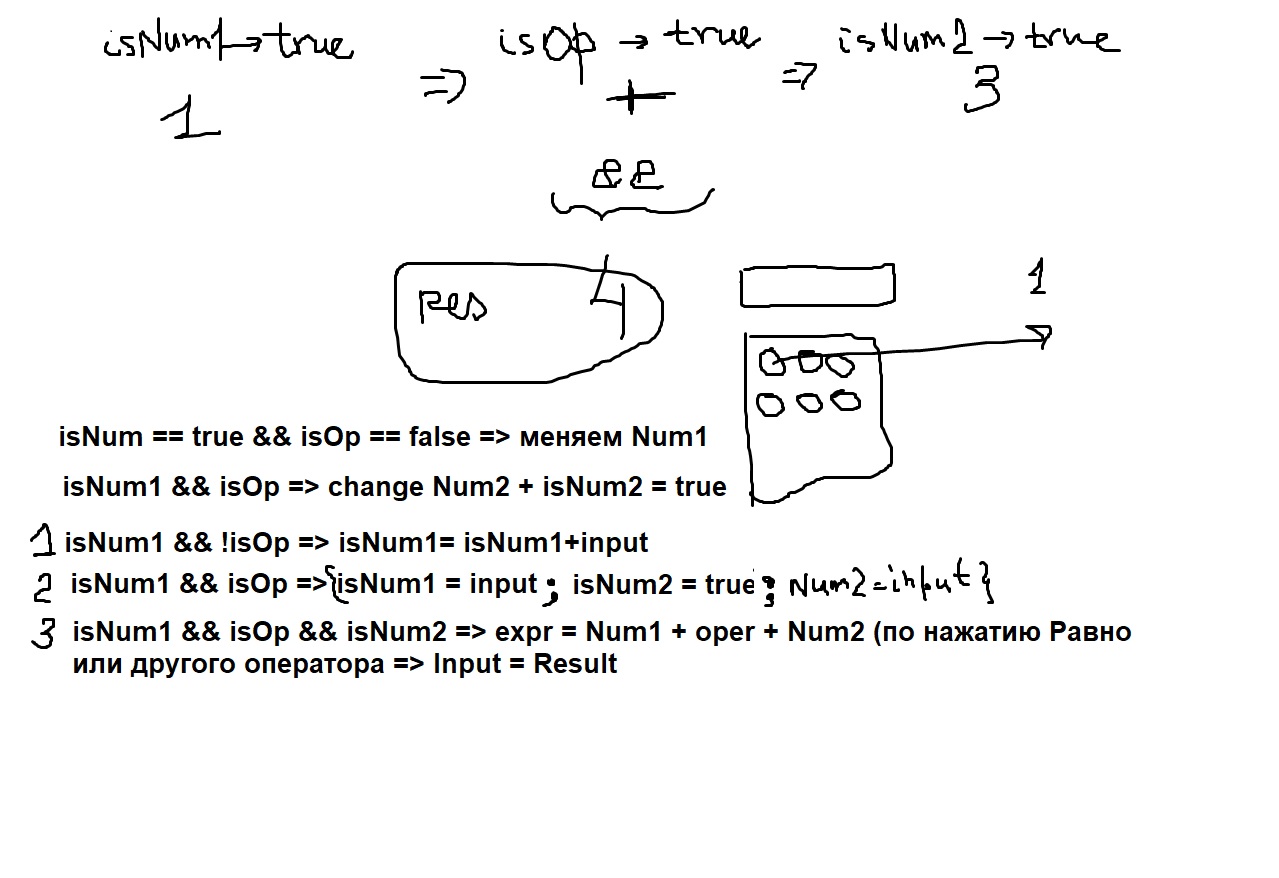 isNum1→true => isOp → true => isNum2 → true
1 + 3
&&
Res 4
1
isNum == true && isOp == false => меняем Num1
isNum1 && isOp => change Num2 + isNum2 = true
1 isNum1 && !isOp => isNum1= isNum1+input
2 isNum1 && isOp =>{isNum1 = input ; isNum2 = true ; Num2=input}
3 isNum1 && isOp && isNum2 => expr = Num1 + oper + Num2 (по нажатию Равно
или другого оператора => Input = Result